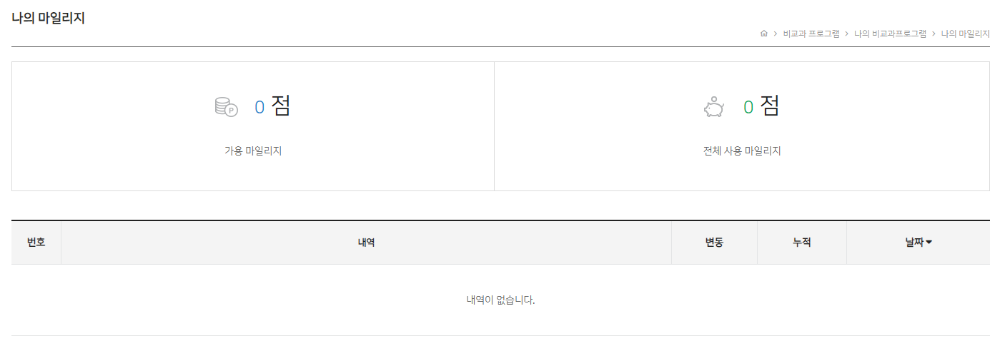 나의 마일리지
비교과 프로그램 > 나의 비교과프로그램 > 나의 마일리지
P 0 점
가용 마일리지
0 점
전체 사용 마일리지
번호 내역 변동 누적 날짜
내역이 없습니다.